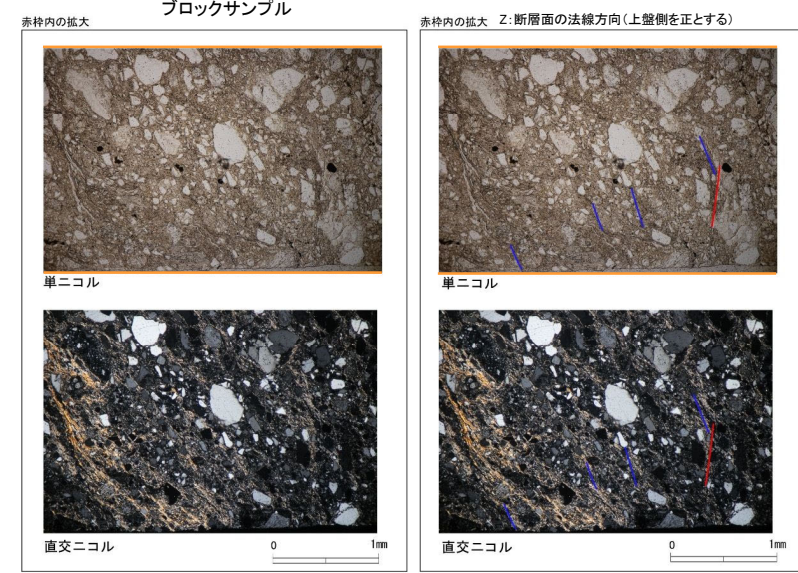 ブロックサンプル
赤枠内の拡大
単ニコル
直交ニコル
0 1mm
赤枠内の拡大 Z:断層面の法線方向(上盤側を正とする)
単ニコル
直交ニコル
0 1mm